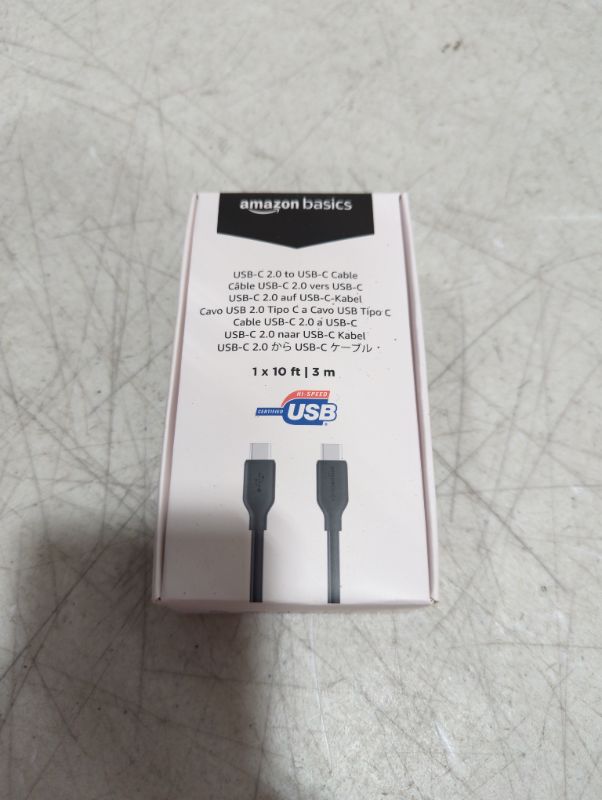 amazon basics
USB-C 2.0 to USB-C Cable
Câble USB-C 2.0 vers USB-C
USB-C 2.0 auf USB-C-Kabel
Cavo USB 2.0 Tipo C a Cavo USB Tipo C
Cable USB-C 2.0 a USB-C
USB-C 2.0 naar USB-C Kabel
USB-C 2.0 から USB-C ケーブル
1 x 10 ft | 3 m
HI-SPEED
CERTIFIED USB